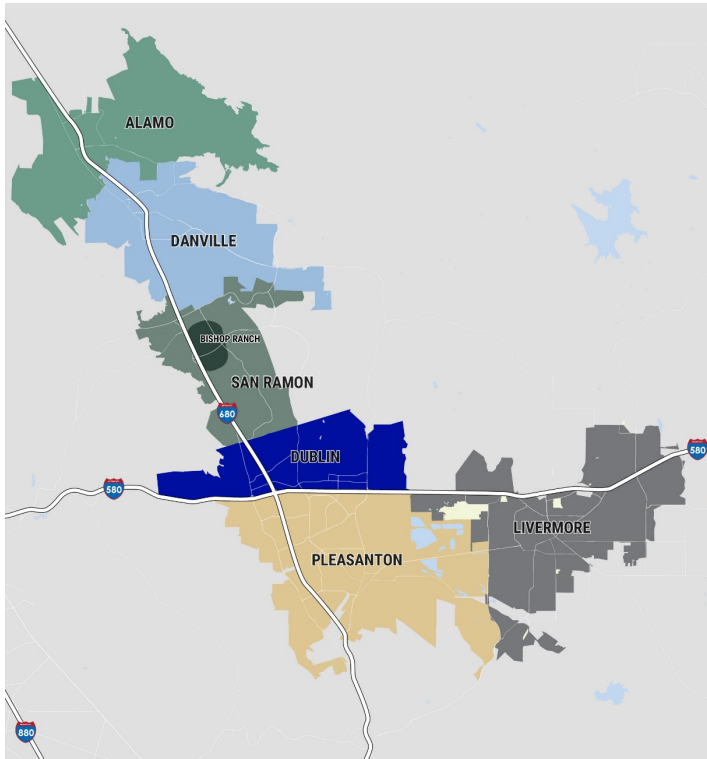 ALAMO
DANVILLE
BISHOP RANCH
SAN RAMON
680
DUBLIN
580
580
LIVERMORE
PLEASANTON
880